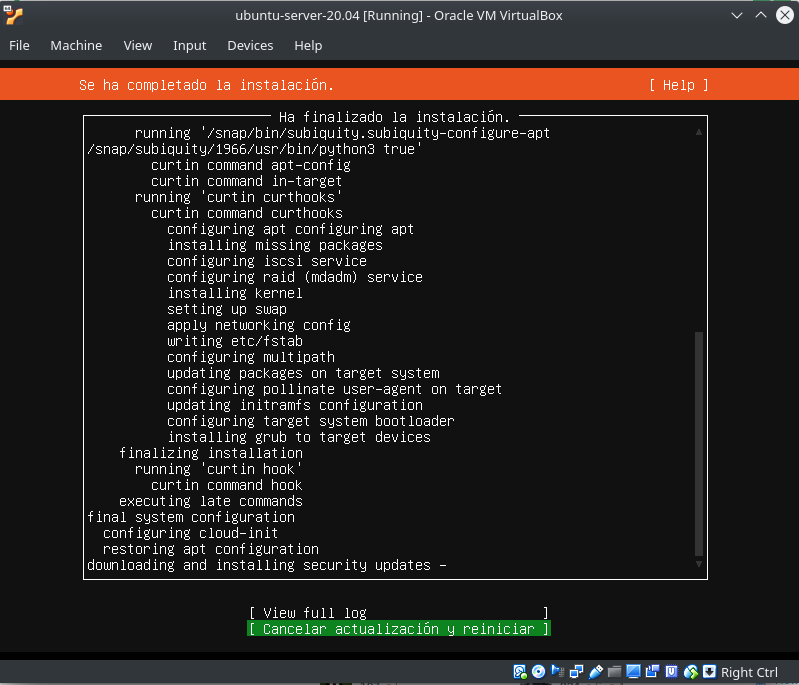 ubuntu-server-20.04 [Running] - Oracle VM VirtualBox
File Machine View Input Devices Help
Se ha completado la instalación. [ Help ]
Ha finalizado la instalación.
running '/snap/bin/subiquity.subiquity-configure-apt
/snap/subiquity/1966/usr/bin/python3 true'
curtin command apt-config
curtin command in-target
running 'curtin curthooks'
curtin command curthooks
configuring apt configuring apt
installing missing packages
configuring iscsi service
configuring raid (mdadm) service
installing kernel
setting up swap
apply networking config
writing etc/fstab
configuring multipath
updating packages on target system
configuring pollinate user-agent on target
updating initramfs configuration
configuring target system bootloader
installing grub to target devices
finalizing installation
running 'curtin hook'
curtin command hook
executing late commands
final system configuration
configuring cloud-init
restoring apt configuration
downloading and installing security updates -
[ View full log ]
[ Cancelar actualización y reiniciar ]
Right Ctrl